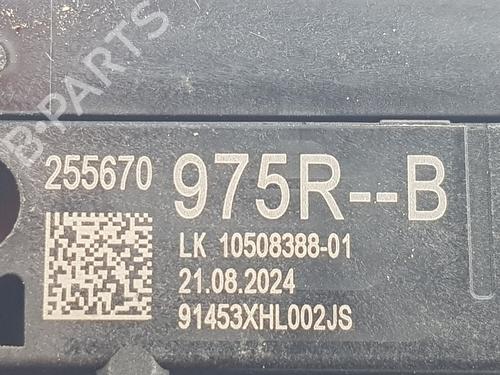 B-PARTS
255670 975R--B
LK 10508388-01
21.08.2024
91453XHL002JS